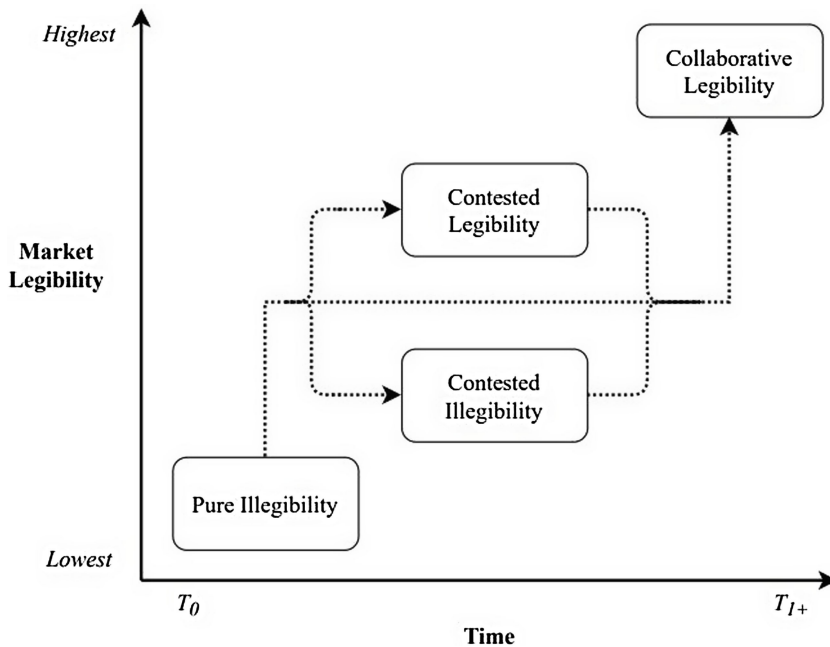 Highest
Collaborative
Legibility
Contested
Legibility
Market
Legibility
Contested
Illegibility
Pure Illegibility
Lowest
T0
T1+
Time